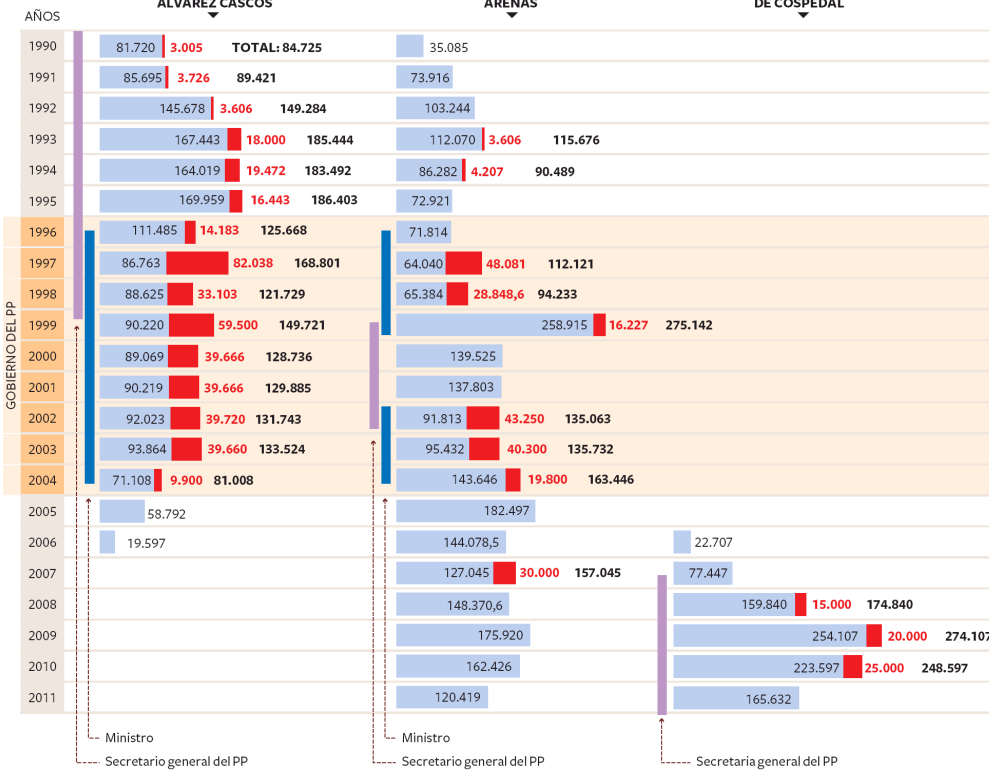 ÁLVAREZ CASCOS ARENAS DE COSPEDAL
AÑOS
1990 81.720 3.005 TOTAL: 84.725 35.085
1991 85.695 3.726 89.421 73.916
1992 145.678 3.606 149.284 103.244
1993 167.443 18.000 185.444 112.070 3.606 115.676
1994 164.019 19.472 183.492 86.282 4.207 90.489
1995 169.959 16.443 186.403 72.921
1996 111.485 14.183 125.668 71.814
1997 86.763 82.038 168.801 64.040 48.081 112.121
1998 88.625 33.103 121.729 65.384 28.848,6 94.233
1999 90.220 59.500 149.721 258.915 16.227 275.142
2000 89.069 39.666 128.736 139.525
2001 90.219 39.666 129.885 137.803
2002 92.023 39.720 131.743 91.813 43.250 135.063
2003 93.864 39.660 133.524 95.432 40.300 135.732
2004 71.108 9.900 81.008 143.646 19.800 163.446
GOBIERNO DEL PP
2005 58.792 182.497
2006 19.597 144.078,5 22.707
2007 127.045 30.000 157.045 77.447
2008 148.370,6 159.840 15.000 174.840
2009 175.920 254.107 20.000 274.107
2010 162.426 223.597 25.000 248.597
2011 120.419 165.632
Ministro Ministro
Secretario general del PP Secretario general del PP Secretaria general del PP